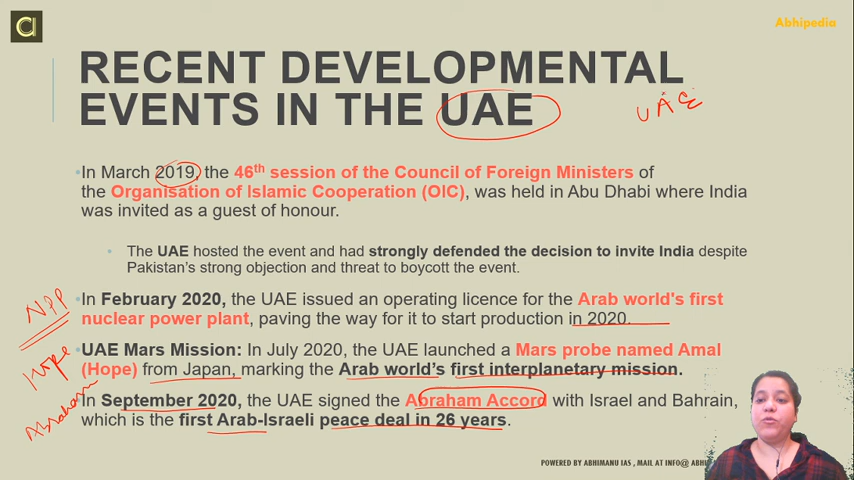 a
Abhipedia
RECENT DEVELOPMENTAL
EVENTS IN THE UAE
UAE
•In March 2019, the 46th session of the Council of Foreign Ministers of
the Organisation of Islamic Cooperation (OIC), was held in Abu Dhabi where India
was invited as a guest of honour.
• The UAE hosted the event and had strongly defended the decision to invite India despite
Pakistan's strong objection and threat to boycott the event.
NPP
•In February 2020, the UAE issued an operating licence for the Arab world's first
nuclear power plant, paving the way for it to start production in 2020.
Hope
•UAE Mars Mission: In July 2020, the UAE launched a Mars probe named Amal
(Hope) from Japan, marking the Arab world's first interplanetary mission.
Abraham
•In September 2020, the UAE signed the Abraham Accord with Israel and Bahrain,
which is the first Arab-Israeli peace deal in 26 years.
POWERED BY ABHIMANU IAS , MAIL AT INFO@